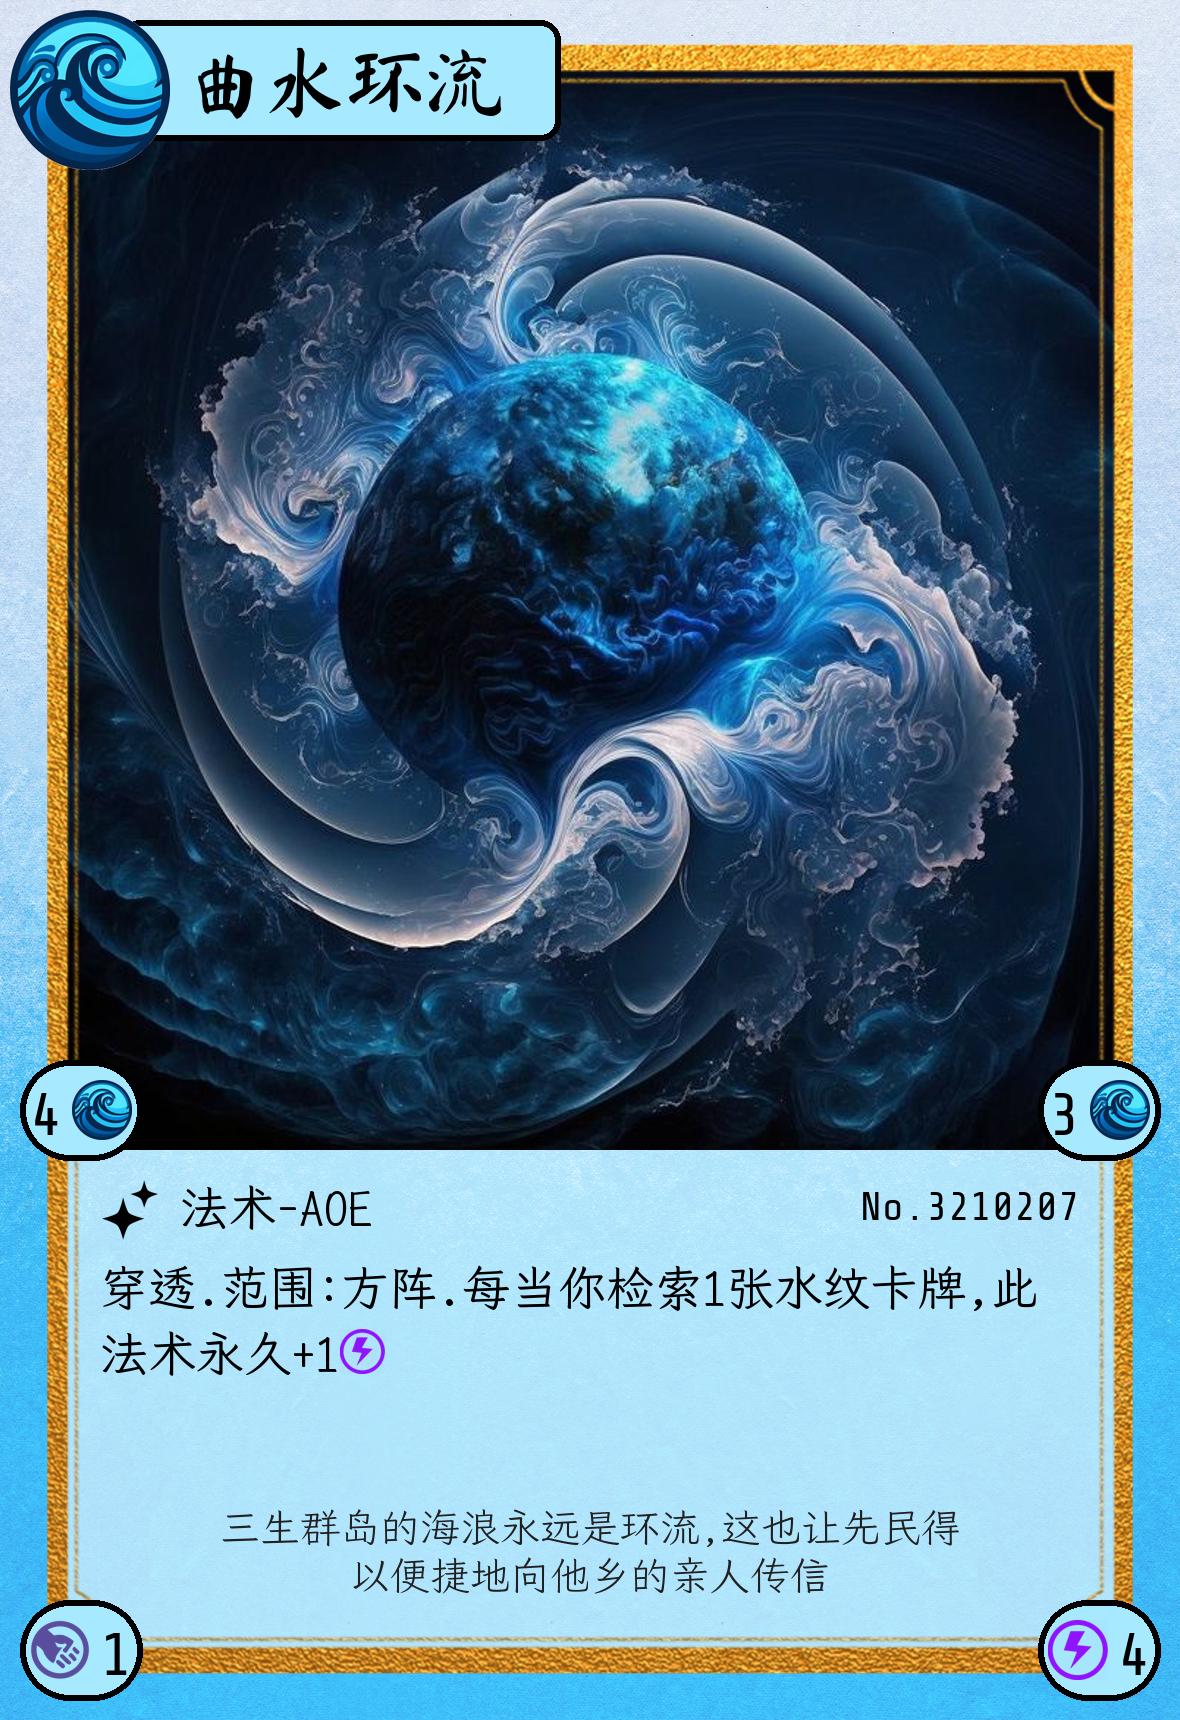 曲水环流
4
3
法术-AOE
No.3210207
穿透.范围:方阵.每当你检索1张水纹卡牌,此
法术永久+1
三生群岛的海浪永远是环流,这也让先民得
以便捷地向他乡的亲人传信
1
4